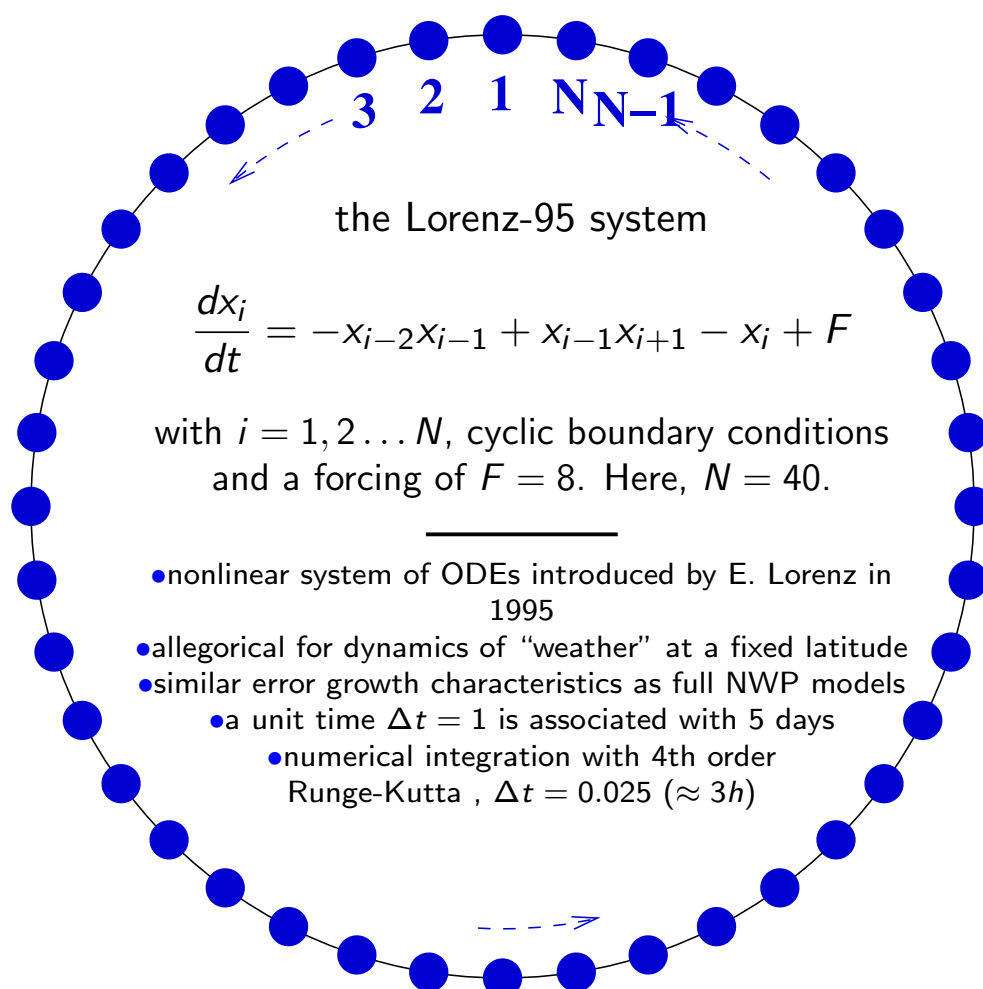 3 2 1 N N−1
the Lorenz-95 system
dx_i/dt = −x_{i−2}x_{i−1} + x_{i−1}x_{i+1} − x_i + F
with i = 1, 2 … N, cyclic boundary conditions
and a forcing of F = 8. Here, N = 40.
•nonlinear system of ODEs introduced by E. Lorenz in
1995
•allegorical for dynamics of “weather” at a fixed latitude
•similar error growth characteristics as full NWP models
•a unit time Δt = 1 is associated with 5 days
•numerical integration with 4th order
Runge-Kutta , Δt = 0.025 (≈ 3h)